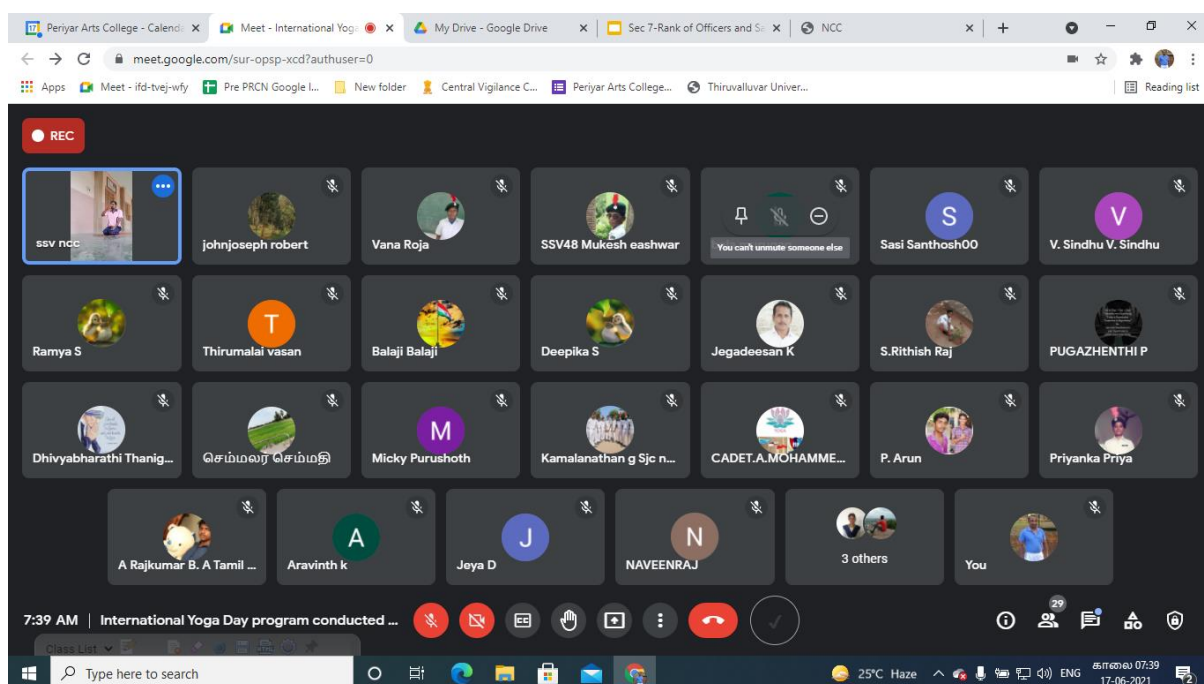 Periyar Arts College - Calend
Meet - International Yog
My Drive - Google Drive
Sec 7-Rank of Officers and Sa
NCC
meet.google.com/sur-opsp-xcd?authuser=0
Apps
Meet - ifd-tvej-wfy
Pre PRCN Google I...
New folder
Central Vigilance C...
Periyar Arts College...
Thiruvalluvar Univer...
Reading list
REC
ssv ncc
johnjoseph robert
Vana Roja
SSV48 Mukesh eashwar
You can't unmute someone else
S
Sasi Santhosh00
V
V. Sindhu V. Sindhu
Ramya S
T
Thirumalai vasan
Balaji Balaji
Deepika S
Jegadeesan K
S.Rithish Raj
PUGAZHENTHI P
Dhivyabharathi Thanig...
செம்மலர் செம்மதி
M
Micky Purushoth
Kamalanathan g Sjc n...
CADET.A.MOHAMME...
P. Arun
Priyanka Priya
A Rajkumar B. A Tamil ...
A
Aravinth k
J
Jeya D
N
NAVEENRAJ
3 others
You
7:39 AM | International Yoga Day program conducted ...
29
Class List
Type here to search
25°C Haze
ENG
காலை 07:39
17-06-2021
2